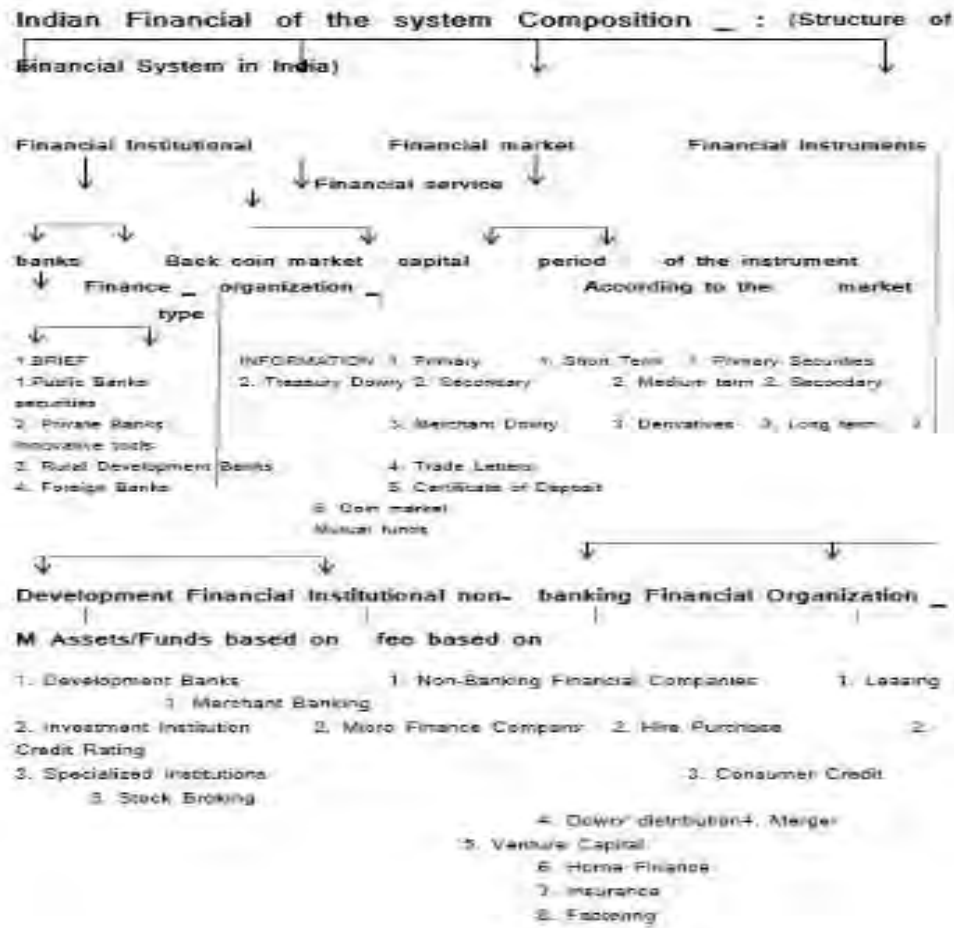 Indian Financial of the system Composition _ : (Structure of
Financial System in India)
Financial Institutional Financial market Financial Instruments
Financial service
banks Back coin market capital period of the instrument
Finance _ organization _ According to the market
type
1.BRIEF INFORMATION 1. Primary 1. Short Term 1. Primary Securities
1.Public Banks 2. Treasury Dowry 2. Secondary 2. Medium term 2. Secondary
securities
2. Private Banks 3. Merchant Dowry 3. Derivatives 3. Long term 3
Innovative tools
3. Rural Development Banks 4. Trade Letters
4. Foreign Banks 5. Certificate of Deposit
6. Coin market
Mutual funds
Development Financial Institutional non- banking Financial Organization _
M Assets/Funds based on fee based on
1. Development Banks 1. Non-Banking Financial Companies 1. Leasing
1. Merchant Banking
2. Investment Institution 2. Micro Finance Company 2. Hire Purchase 2.
Credit Rating
3. Specialized Institutions 3. Consumer Credit
3. Stock Broking
4. Dowry distribution4. Merger
5. Venture Capital
6. Home Finance
7. Insurance
8. Factoring